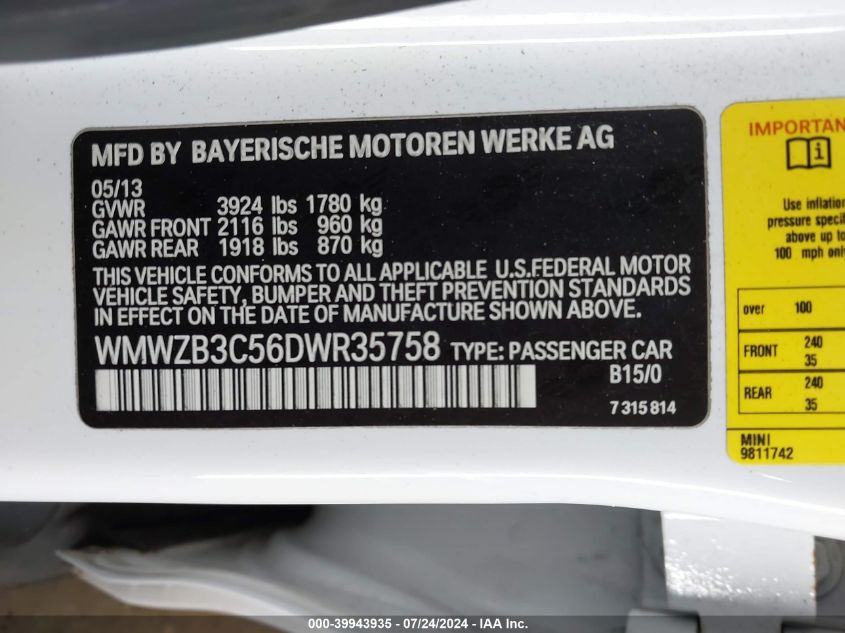 MFD BY BAYERISCHE MOTOREN WERKE AG
05/13
GVWR 3924 lbs 1780 kg
GAWR FRONT 2116 lbs 960 kg
GAWR REAR 1918 lbs 870 kg
THIS VEHICLE CONFORMS TO ALL APPLICABLE U.S.FEDERAL MOTOR
VEHICLE SAFETY, BUMPER AND THEFT PREVENTION STANDARDS
IN EFFECT ON THE DATE OF MANUFACTURE SHOWN ABOVE.
WMWZB3C56DWR35758 TYPE: PASSENGER CAR
B15/0
7 315 814
IMPORTAN
Use inflation
pressure specif
above up to
100 mph only
over 100
FRONT 240
35
REAR 240
35
MINI
9811742
000-39943935 - 07/24/2024 - IAA Inc.